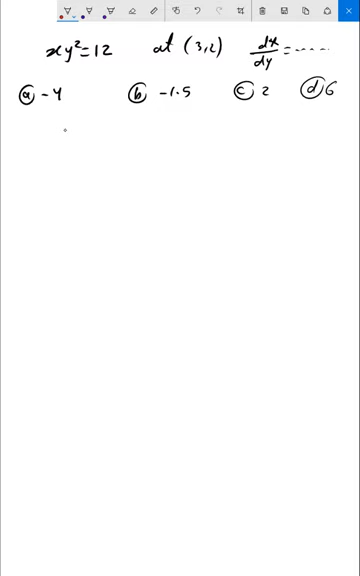 xy²=12 at (3,2) dx/dy = ......
ⓐ -4 ⓑ -1.5 ⓒ 2 ⓓ 6